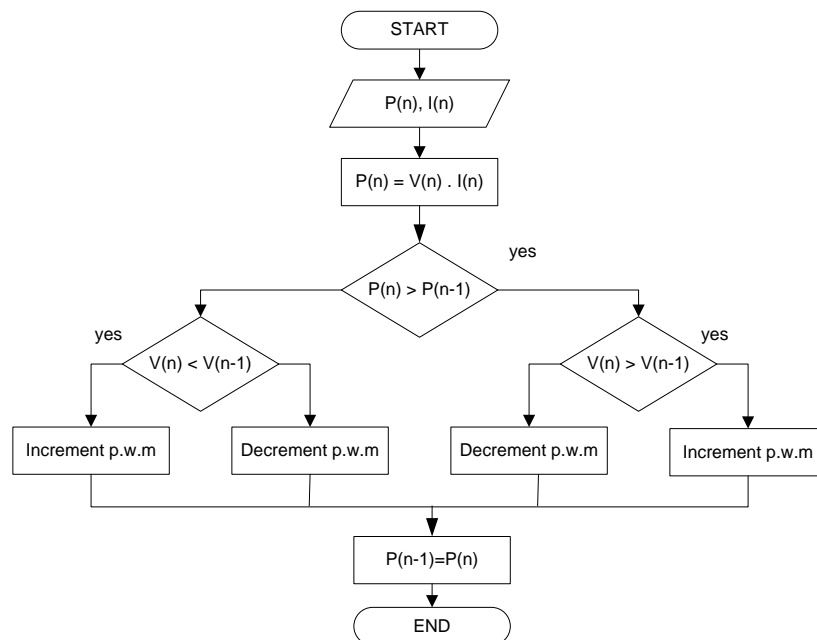 START
P(n), I(n)
P(n) = V(n) . I(n)
yes
P(n) > P(n-1)
yes
yes
V(n) < V(n-1)
V(n) > V(n-1)
Increment p.w.m
Decrement p.w.m
Decrement p.w.m
Increment p.w.m
P(n-1)=P(n)
END